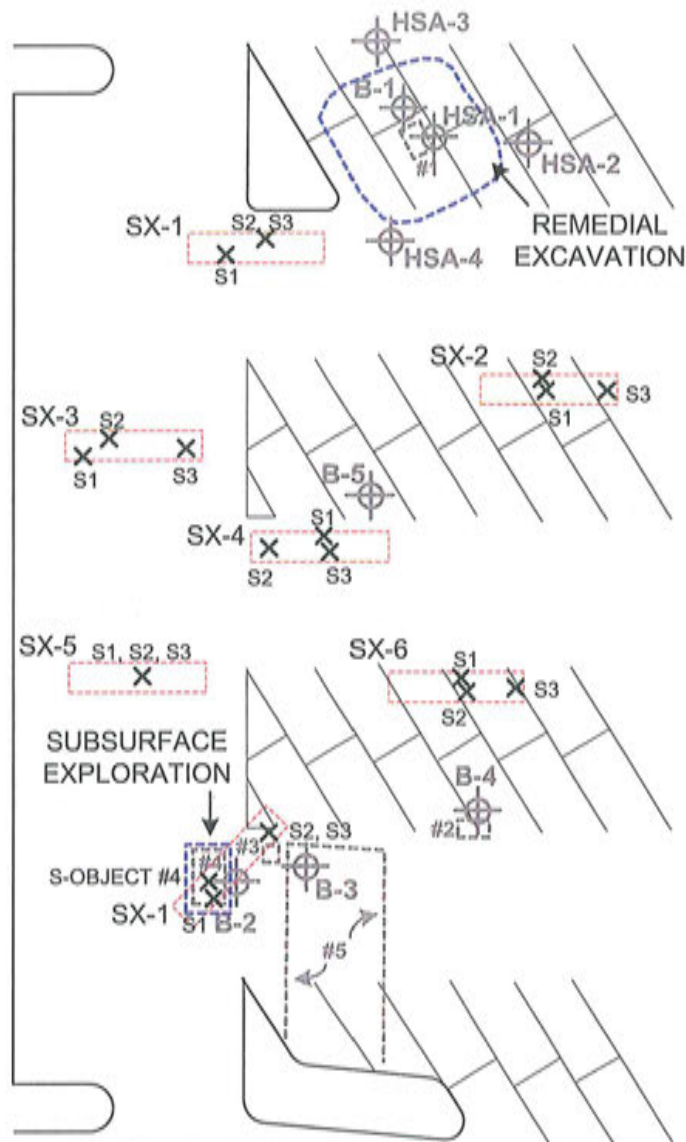 HSA-3
B-1
HSA-1
#1
HSA-2
SX-1
S2, S3
S1
HSA-4
REMEDIAL
EXCAVATION
SX-2
S2
S1
S3
SX-3
S2
S1
S3
B-5
SX-4
S1
S2
S3
SX-5
S1, S2, S3
SX-6
S1
S2
S3
SUBSURFACE
EXPLORATION
B-4
#2
S2, S3
#3
#4
S-OBJECT #4
B-3
SX-1
S1
B-2
#5